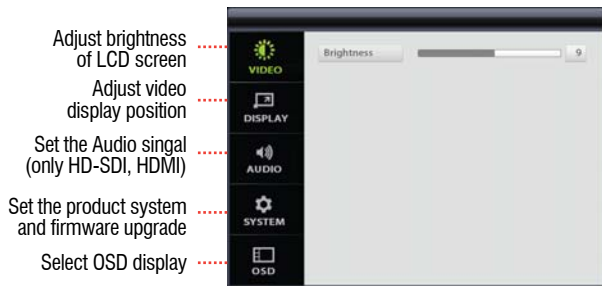 Adjust brightness
of LCD screen
Adjust video
display position
Set the Audio singal
(only HD-SDI, HDMI)
Set the product system
and firmware upgrade
Select OSD display
VIDEO
DISPLAY
AUDIO
SYSTEM
OSD
Brightness 9